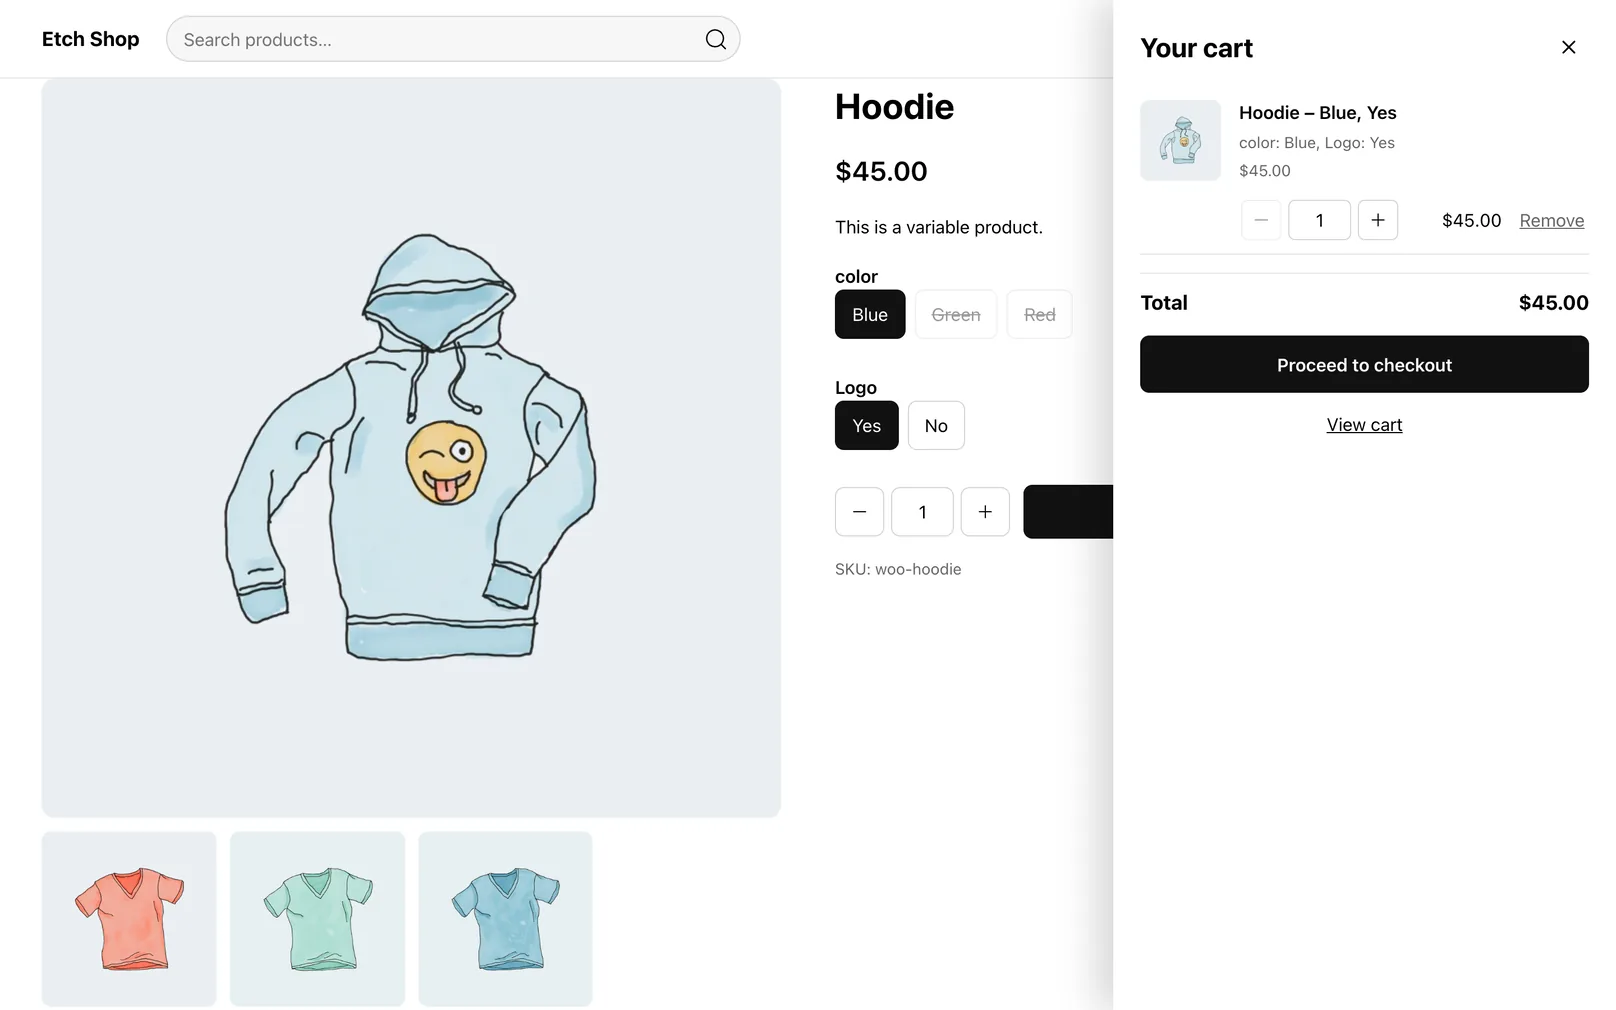 Etch Shop
Search products...
Hoodie
$45.00
This is a variable product.
color
Blue
Green
Red
Logo
Yes
No
1
SKU: woo-hoodie
Your cart
Hoodie – Blue, Yes
color: Blue, Logo: Yes
$45.00
1
$45.00 Remove
Total $45.00
Proceed to checkout
View cart